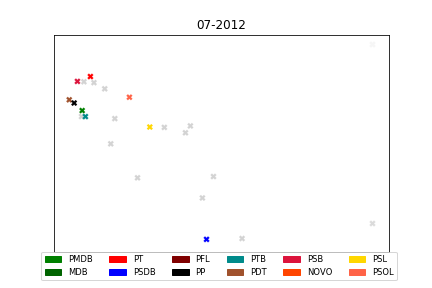 07-2012
PMDB PT PFL PTB PSB PSL
MDB PSDB PP PDT NOVO PSOL